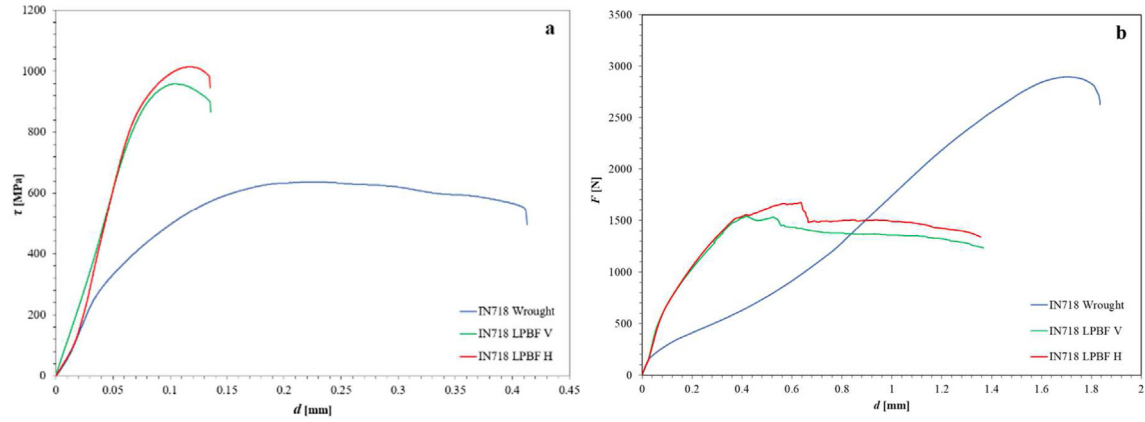 a
1200
1000
800
600
400
200
0
τ [MPa]
0 0.05 0.1 0.15 0.2 0.25 0.3 0.35 0.4 0.45
d [mm]
IN718 Wrought
IN718 LPBF V
IN718 LPBF H
b
3500
3000
2500
2000
1500
1000
500
0
F [N]
0 0.2 0.4 0.6 0.8 1 1.2 1.4 1.6 1.8 2
d [mm]
IN718 Wrought
IN718 LPBF V
IN718 LPBF H